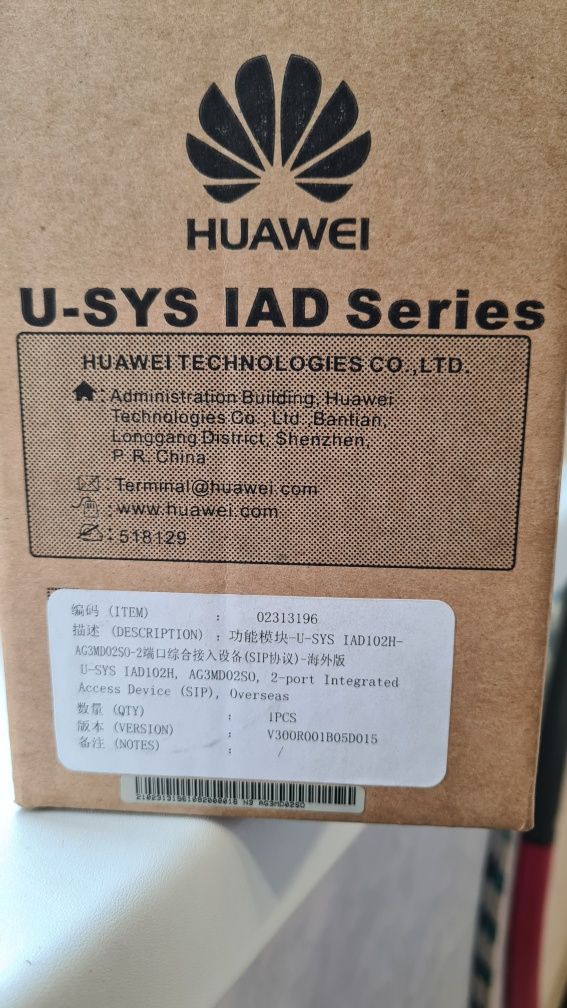 HUAWEI
U-SYS IAD Series
HUAWEI TECHNOLOGIES CO.,LTD.
: Administration Building, Huawei
Technologies Co., Ltd.,Bantian,
Longgang District, Shenzhen,
P. R. China
: Terminal@huawei.com
: www.huawei.com
: 518129
编码 (ITEM) : 02313196
描述 (DESCRIPTION) : 功能模块-U-SYS IAD102H-
AG3MD02S0-2端口综合接入设备(SIP协议)-海外版
U-SYS IAD102H, AG3MD02S0, 2-port Integrated
Access Device (SIP), Overseas
数量 (QTY) : 1PCS
版本 (VERSION) : V300R001B05D015
备注 (NOTES) : /
AG3MD02S0